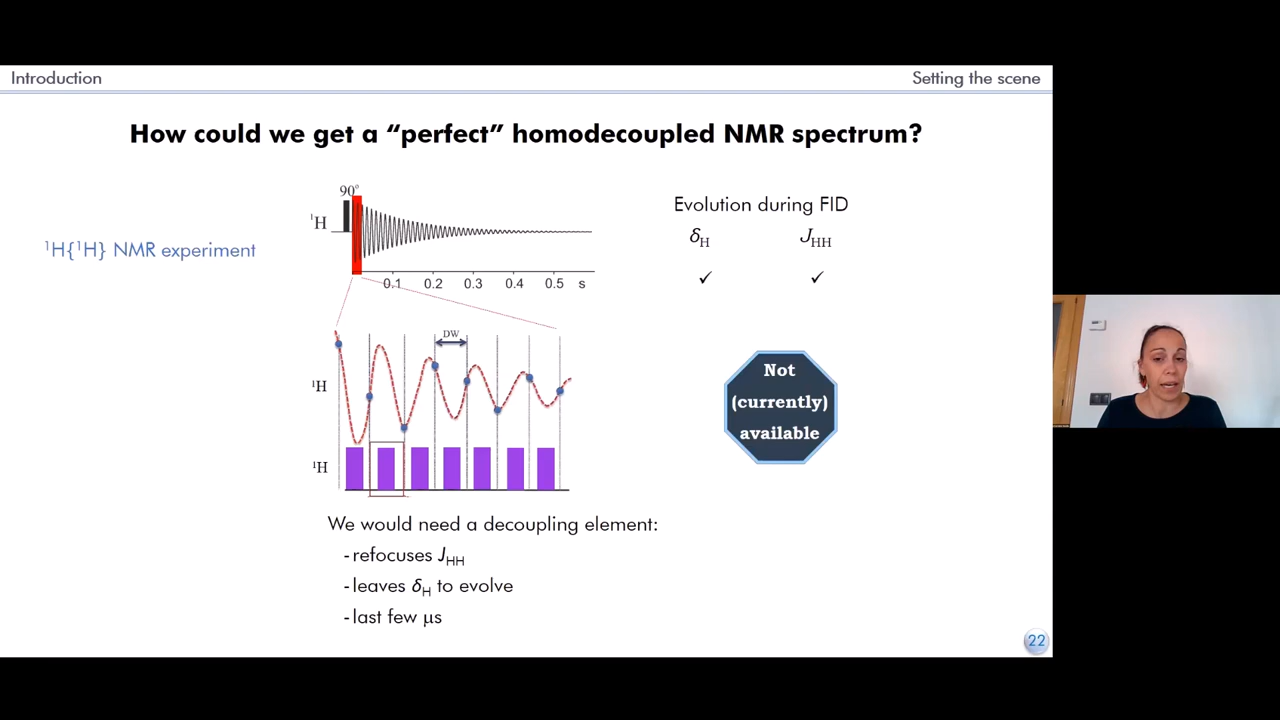 Introduction
Setting the scene
How could we get a “perfect” homodecoupled NMR spectrum?
¹H{¹H} NMR experiment
90°
¹H
0.1 0.2 0.3 0.4 0.5 s
DW
¹H
¹H
Evolution during FID
δH JHH
✓ ✓
Not
(currently)
available
We would need a decoupling element:
-refocuses JHH
-leaves δH to evolve
-last few μs
22